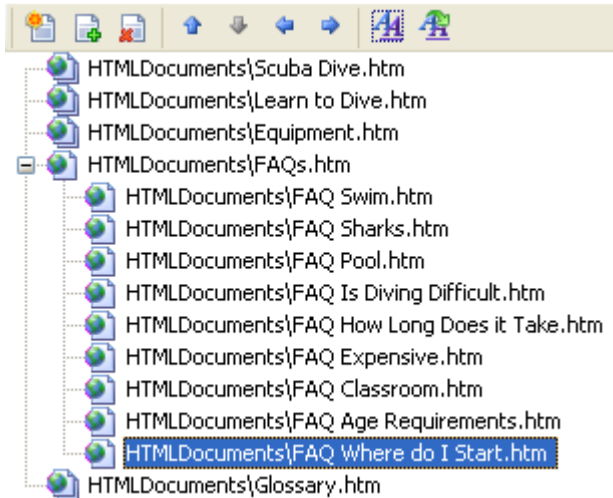 HTMLDocuments\Scuba Dive.htm
HTMLDocuments\Learn to Dive.htm
HTMLDocuments\Equipment.htm
HTMLDocuments\FAQs.htm
HTMLDocuments\FAQ Swim.htm
HTMLDocuments\FAQ Sharks.htm
HTMLDocuments\FAQ Pool.htm
HTMLDocuments\FAQ Is Diving Difficult.htm
HTMLDocuments\FAQ How Long Does it Take.htm
HTMLDocuments\FAQ Expensive.htm
HTMLDocuments\FAQ Classroom.htm
HTMLDocuments\FAQ Age Requirements.htm
HTMLDocuments\FAQ Where do I Start.htm
HTMLDocuments\Glossary.htm